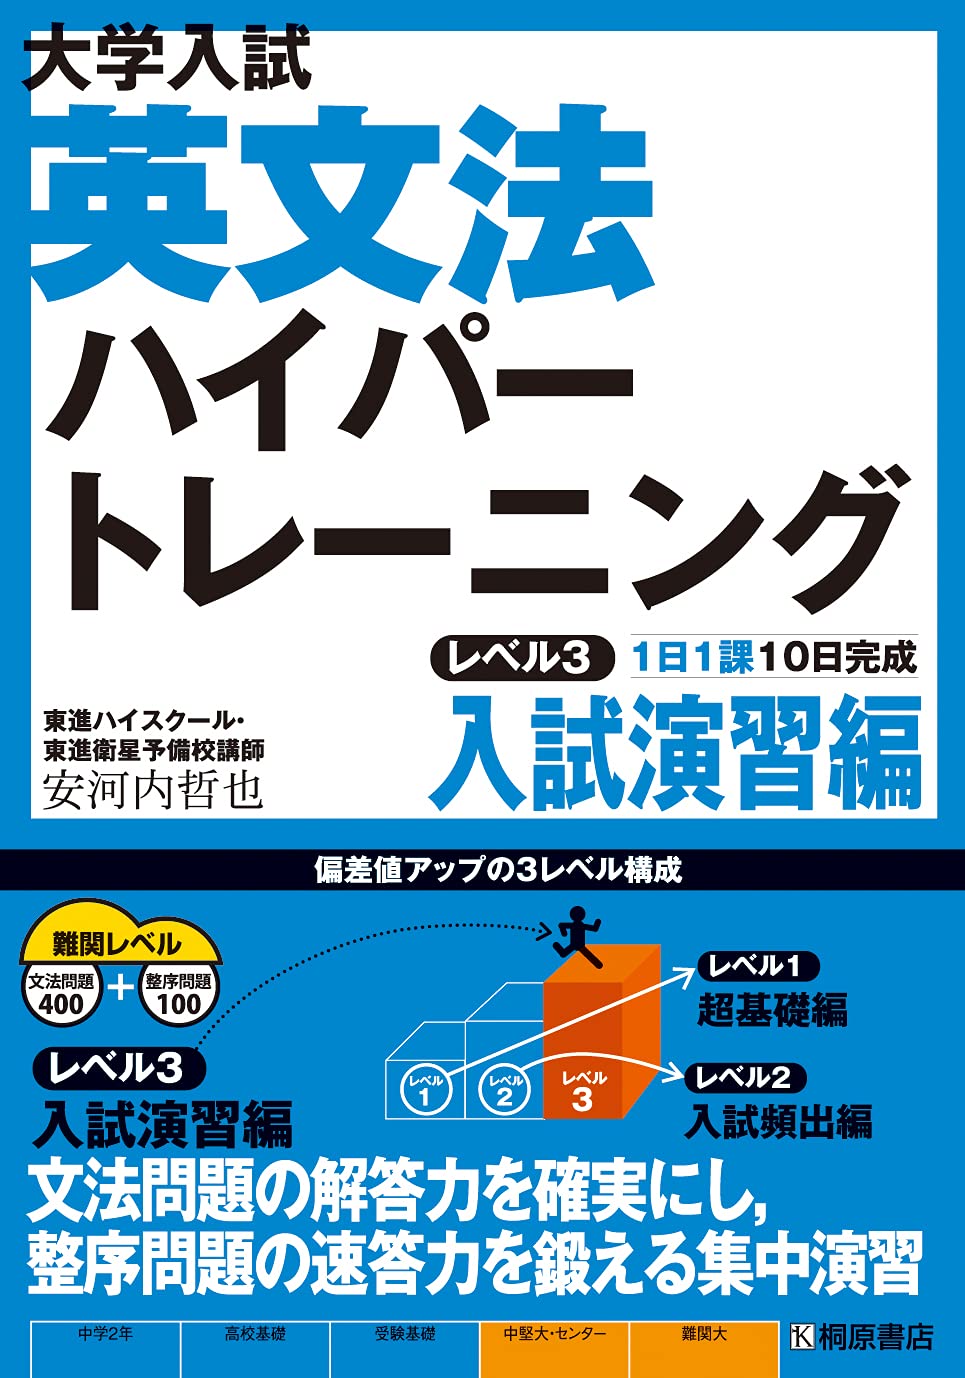 大学入試
英文法
ハイパー
トレーニング
レベル3
1日1課10日完成
入試演習編
東進ハイスクール・
東進衛星予備校講師
安河内哲也
偏差値アップの3レベル構成
難関レベル
文法問題
400
+
整序問題
100
レベル3
入試演習編
レベル
1
レベル
2
レベル
3
レベル1
超基礎編
レベル2
入試頻出編
文法問題の解答力を確実にし,
整序問題の速答力を鍛える集中演習
中学2年
高校基礎
受験基礎
中堅大・センター
難関大
K 桐原書店